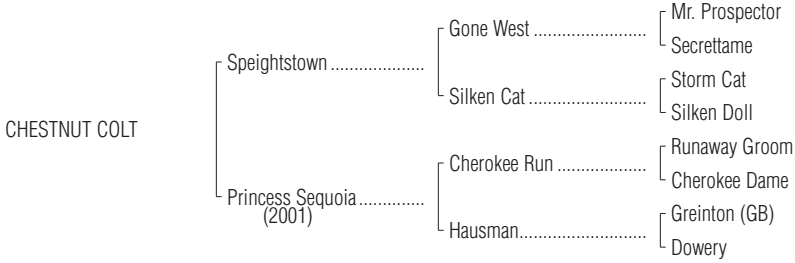 Mr. Prospector
Gone West ........................
Secrettame
Speightstown ....................
Storm Cat
Silken Cat .........................
Silken Doll
CHESTNUT COLT
Runaway Groom
Cherokee Run ...................
Cherokee Dame
Princess Sequoia ..............
(2001)
Greinton (GB)
Hausman...........................
Dowery